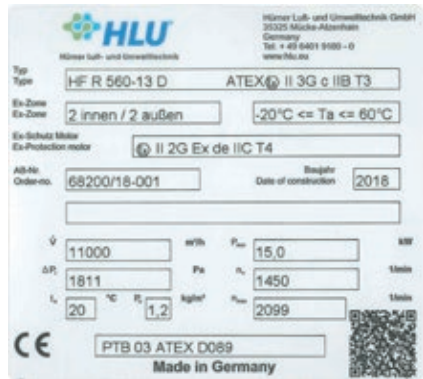 HLU
Hürner Luft- und Umwelttechnik
Hürner Luft- und Umwelttechnik GmbH
35325 Mücke-Atzenhain
Germany
Tel. + 49 6401 9180 - 0
www.hlu.eu
Typ
Type
HF R 560-13 D ATEX Ex II 3G c IIB T3
Ex-Zone
Ex-Zone
2 innen / 2 außen
-20°C <= Ta <= 60°C
Ex-Schutz Motor
Ex-Protection motor
Ex II 2G Ex de IIC T4
AB-Nr.
Order-no.
68200/18-001
Baujahr
Date of construction
2018
V̇ 11000 m³/h
15,0 kW
ΔPt 1811 Pa
1450 1/min
20 °C
1,2 kg/m³
2099 1/min
CE
PTB 03 ATEX D089
Made in Germany